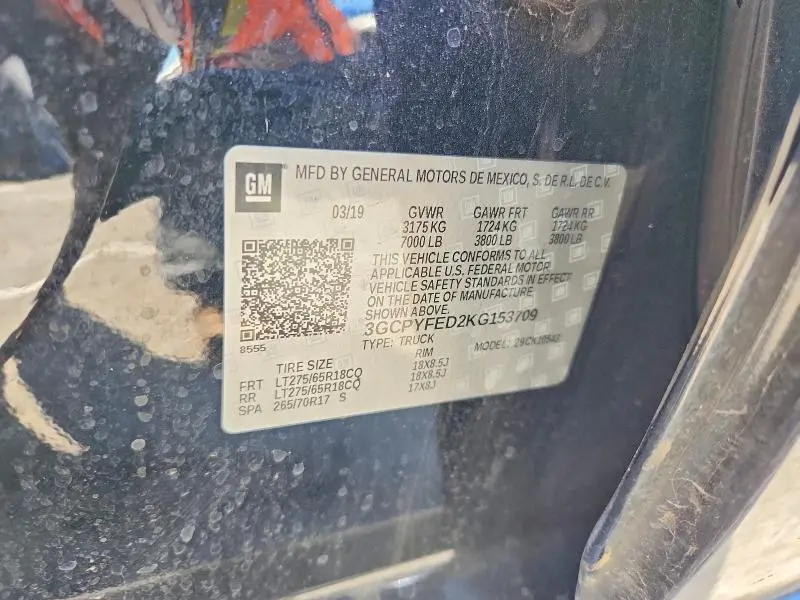 GM MFD BY GENERAL MOTORS DE MEXICO, S. DE R.L. DE C.V.
03/19 GVWR GAWR FRT GAWR RR
3175 KG 1724 KG 1724 KG
7000 LB 3800 LB 3800 LB
THIS VEHICLE CONFORMS TO ALL
APPLICABLE U.S. FEDERAL MOTOR
VEHICLE SAFETY STANDARDS IN EFFECT
ON THE DATE OF MANUFACTURE
SHOWN ABOVE.
3GCPYFED2KG153709
8555
TYPE: TRUCK MODEL: 29CK10543
TIRE SIZE RIM
FRT LT275/65R18CQ 18X8.5J
RR LT275/65R18CQ 18X8.5J
SPA 265/70R17 S 17X8J